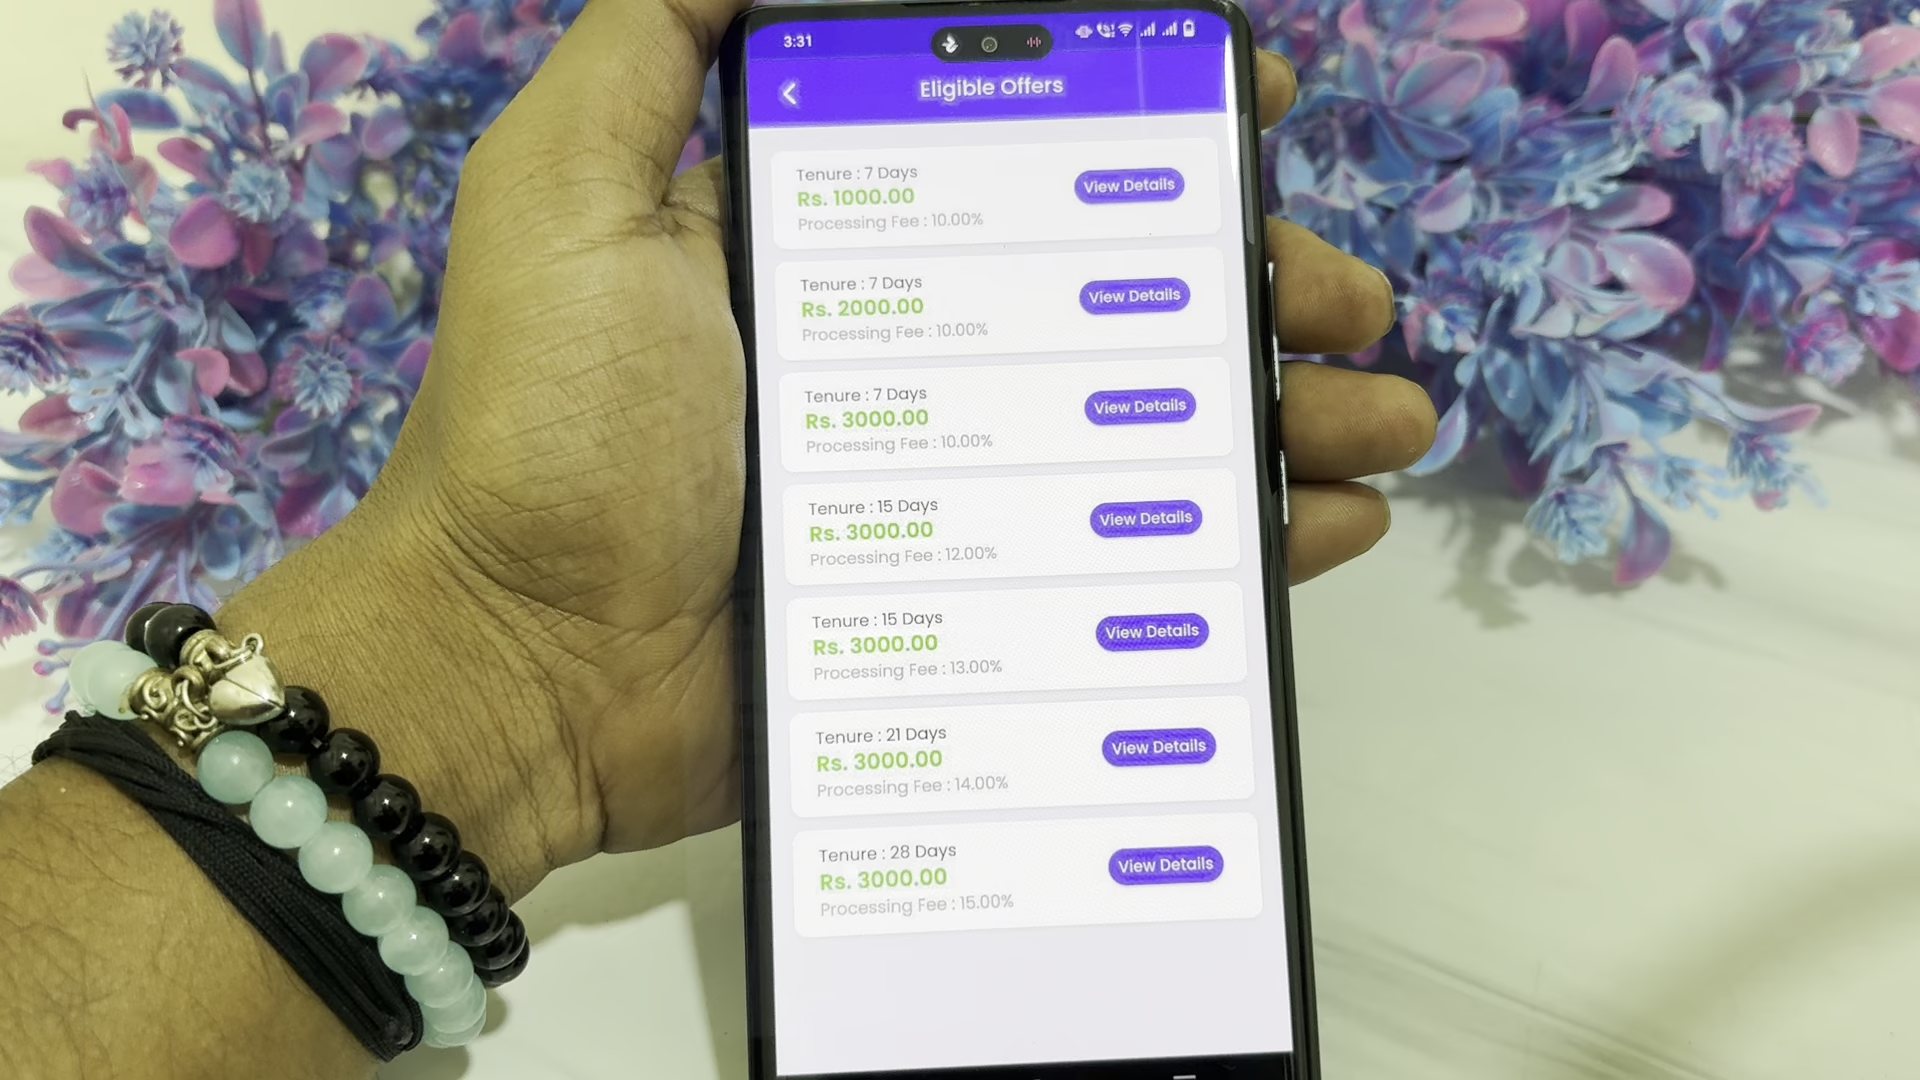 3:31
Eligible Offers
Tenure : 7 Days
Rs. 1000.00
Processing Fee : 10.00%
View Details
Tenure : 7 Days
Rs. 2000.00
Processing Fee : 10.00%
View Details
Tenure : 7 Days
Rs. 3000.00
Processing Fee : 10.00%
View Details
Tenure : 15 Days
Rs. 3000.00
Processing Fee : 12.00%
View Details
Tenure : 15 Days
Rs. 3000.00
Processing Fee : 13.00%
View Details
Tenure : 21 Days
Rs. 3000.00
Processing Fee : 14.00%
View Details
Tenure : 28 Days
Rs. 3000.00
Processing Fee : 15.00%
View Details